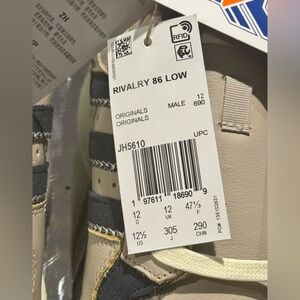 ZH
RFID
RIVALRY 86 LOW
ORIGINALS
ORIGINALS
MALE
12
690
JH5610
UPC
1 97611 18690 9
12 12 47⅓
D UK F
12½ 305 290
US J CHN